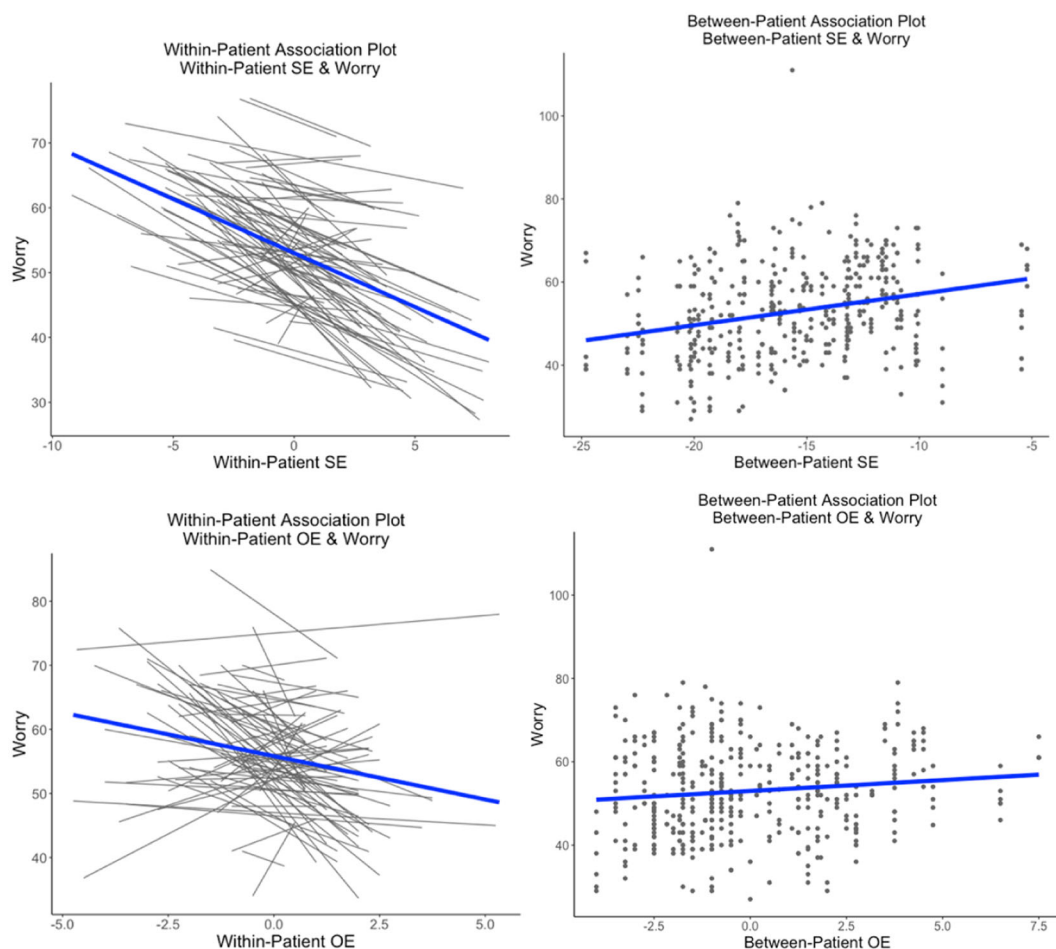 Within-Patient Association Plot
Within-Patient SE & Worry
Worry
70
60
50
40
30
-10
-5
0
5
Within-Patient SE
Between-Patient Association Plot
Between-Patient SE & Worry
Worry
100
80
60
40
-25
-20
-15
-10
-5
Between-Patient SE
Within-Patient Association Plot
Within-Patient OE & Worry
Worry
80
70
60
50
40
-5.0
-2.5
0.0
2.5
5.0
Within-Patient OE
Between-Patient Association Plot
Between-Patient OE & Worry
Worry
100
80
60
40
-2.5
0.0
2.5
5.0
7.5
Between-Patient OE